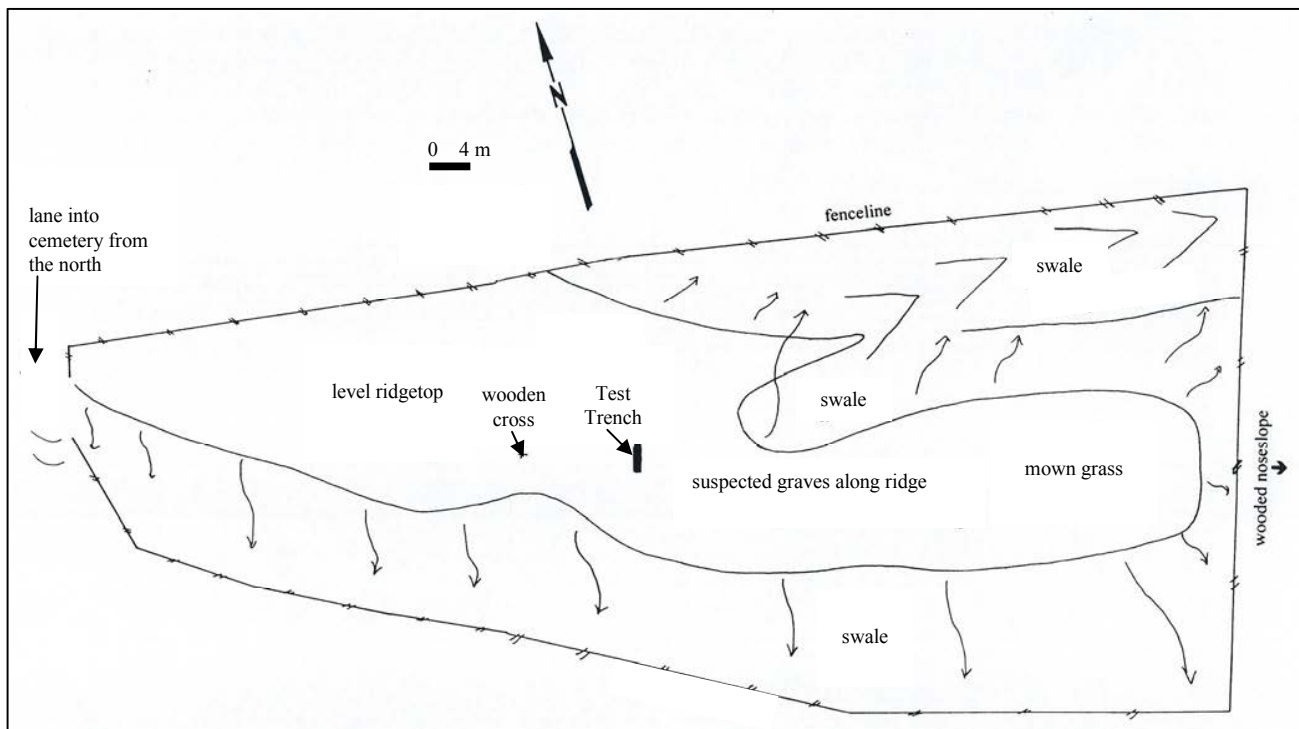 N
0 4 m
lane into
cemetery from
the north
fenceline
swale
level ridgetop
wooden
cross
Test
Trench
swale
suspected graves along ridge
mown grass
wooded noseslope
swale